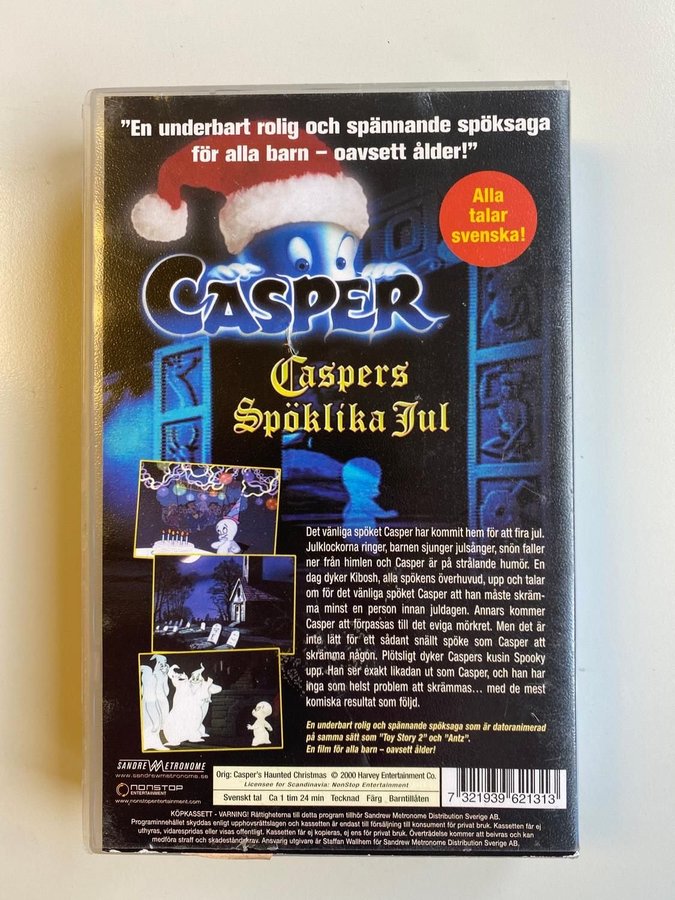 "En underbart rolig och spännande spöksaga
för alla barn – oavsett ålder!"
Alla
talar
svenska!
CASPER
Caspers
Spöklika Jul
Det vänliga spöket Casper har kommit hem för att fira jul.
Julklockorna ringer, barnen sjunger julsånger, snön faller
ner från himlen och Casper är på strålande humör. En
dag dyker Kibosh, alla spökens överhuvud, upp och talar
om för det vänliga spöket Casper att han måste skräm-
ma minst en person innan juldagen. Annars kommer
Casper att förpassas till det eviga mörkret. Men det är
inte lätt för ett sådant snällt spöke som Casper att
skrämma någon. Plötsligt dyker Caspers kusin Spooky
upp. Han ser exakt likadan ut som Casper, och han har
inga som helst problem att skrämmas... med de mest
komiska resultat som följd.
En underbart rolig och spännande spöksaga som är datoranimerad
på samma sätt som "Toy Story 2" och "Antz".
En film för alla barn – oavsett ålder!
SANDREW METRONOME
www.sandrewmetronome.se
NONSTOP
ENTERTAINMENT
www.nonstopentertainment.com
Orig: Casper's Haunted Christmas © 2000 Harvey Entertainment Co.
Licensee for Scandinavia: NonStop Entertainment
Svenskt tal Ca 1 tim 24 min Tecknad Färg Barntillåten
7 321939 621313
KÖPKASSETT - VARNING! Rättigheterna till detta program tillhör Sandrew Metronome Distribution Sverige AB.
Programinnehållet skyddas enligt upphovsrättslagen och kassetten är endast till försäljning till konsument för privat bruk. Kassetten får ej
uthyras, vidarespridas eller visas offentligt. Kassetten får ej kopieras, ej ens för privat bruk. Överträdelse kommer att beivras och kan
medföra straff och skadeståndskrav. Ansvarig utgivare är Staffan Wallhem för Sandrew Metronome Distribution Sverige AB.